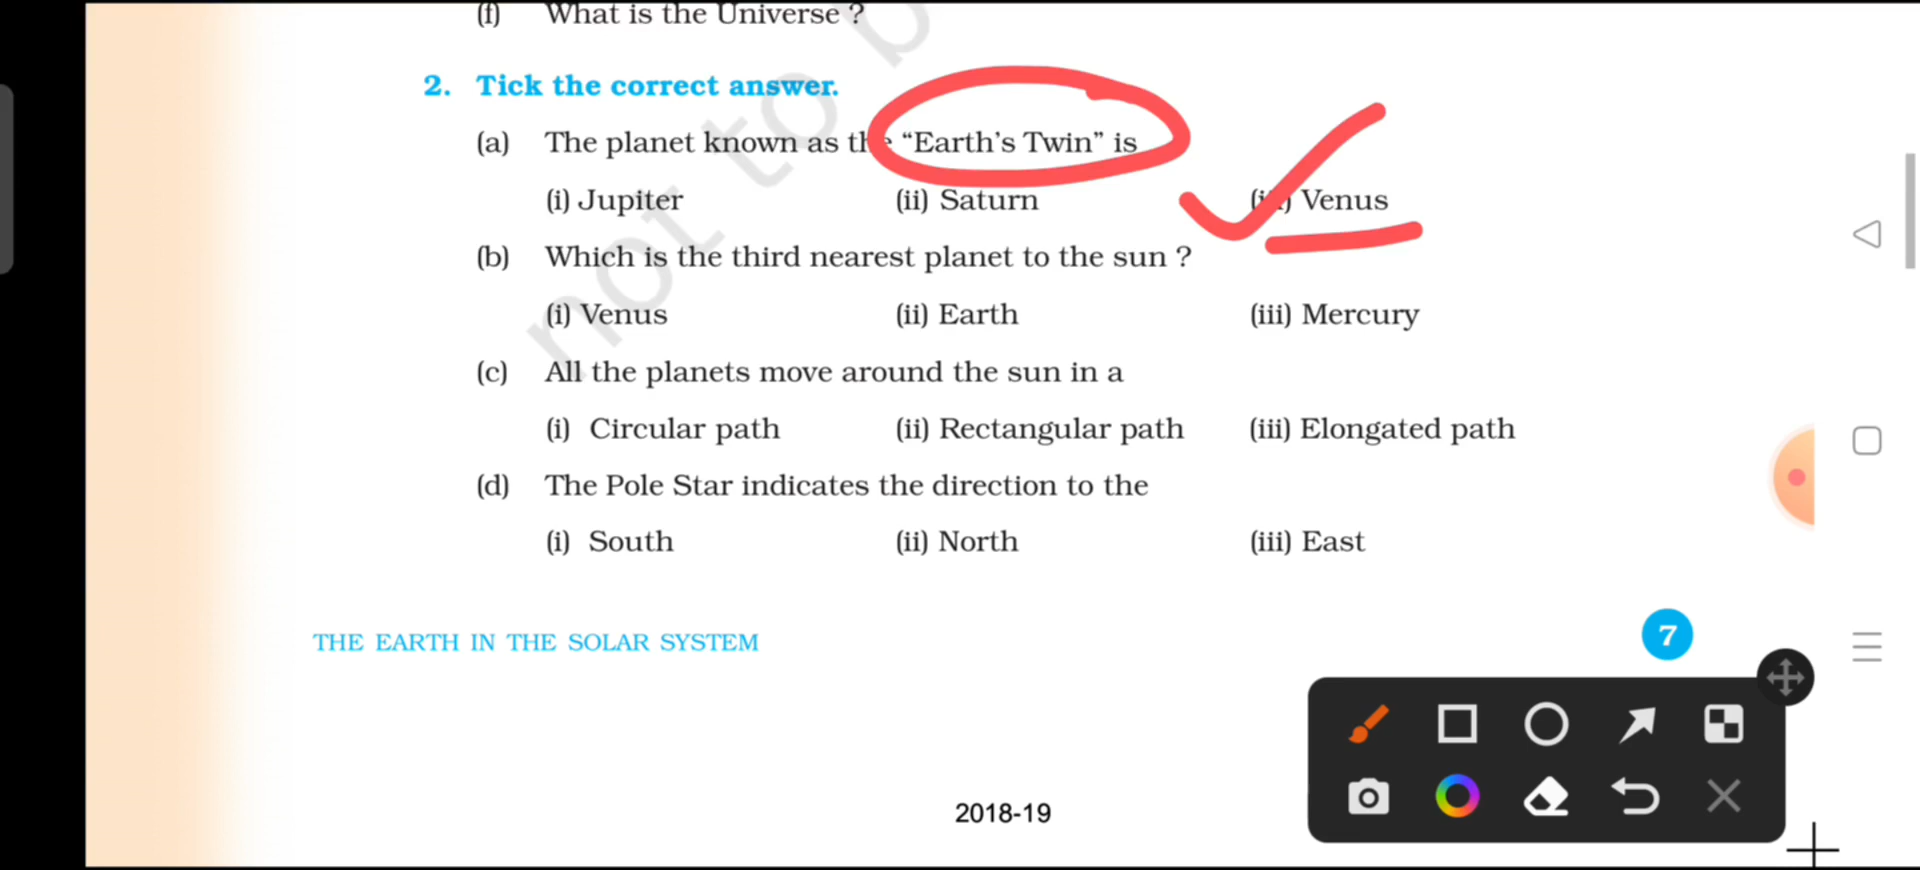 (f) What is the Universe ?
2. Tick the correct answer.
(a) The planet known as the “Earth’s Twin” is
(i) Jupiter (ii) Saturn (iii) Venus
(b) Which is the third nearest planet to the sun ?
(i) Venus (ii) Earth (iii) Mercury
(c) All the planets move around the sun in a
(i) Circular path (ii) Rectangular path (iii) Elongated path
(d) The Pole Star indicates the direction to the
(i) South (ii) North (iii) East
not to b
THE EARTH IN THE SOLAR SYSTEM 7
2018-19